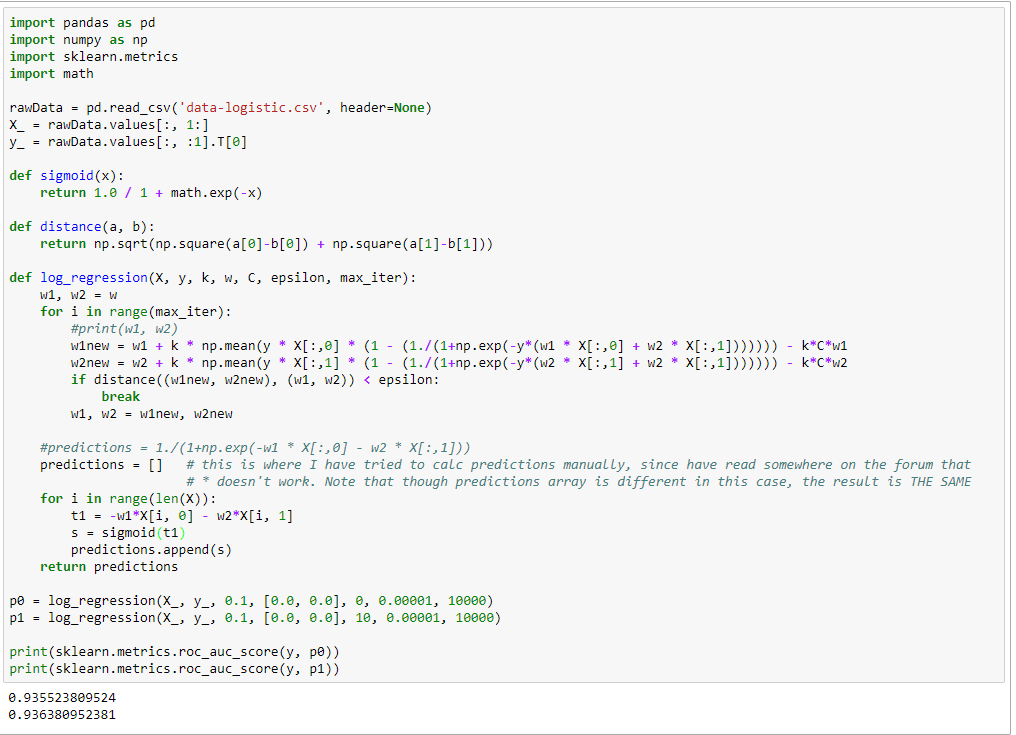 import pandas as pd
import numpy as np
import sklearn.metrics
import math
rawData = pd.read_csv('data-logistic.csv', header=None)
X_ = rawData.values[:, 1:]
y_ = rawData.values[:, :1].T[0]
def sigmoid(x):
    return 1.0 / 1 + math.exp(-x)
def distance(a, b):
    return np.sqrt(np.square(a[0]-b[0]) + np.square(a[1]-b[1]))
def log_regression(X, y, k, w, C, epsilon, max_iter):
    w1, w2 = w
    for i in range(max_iter):
        #print(w1, w2)
        w1new = w1 + k * np.mean(y * X[:,0] * (1 - (1./(1+np.exp(-y*(w1 * X[:,0] + w2 * X[:,1])))))) - k*C*w1
        w2new = w2 + k * np.mean(y * X[:,1] * (1 - (1./(1+np.exp(-y*(w2 * X[:,1] + w2 * X[:,1])))))) - k*C*w2
        if distance((w1new, w2new), (w1, w2)) < epsilon:
            break
        w1, w2 = w1new, w2new
    #predictions = 1./(1+np.exp(-w1 * X[:,0] - w2 * X[:,1]))
    predictions = []   # this is where I have tried to calc predictions manually, since have read somewhere on the forum that
                       # * doesn't work. Note that though predictions array is different in this case, the result is THE SAME
    for i in range(len(X)):
        t1 = -w1*X[i, 0] - w2*X[i, 1]
        s = sigmoid(t1)
        predictions.append(s)
    return predictions
p0 = log_regression(X_, y_, 0.1, [0.0, 0.0], 0, 0.00001, 10000)
p1 = log_regression(X_, y_, 0.1, [0.0, 0.0], 10, 0.00001, 10000)
print(sklearn.metrics.roc_auc_score(y, p0))
print(sklearn.metrics.roc_auc_score(y, p1))
0.935523809524
0.936380952381